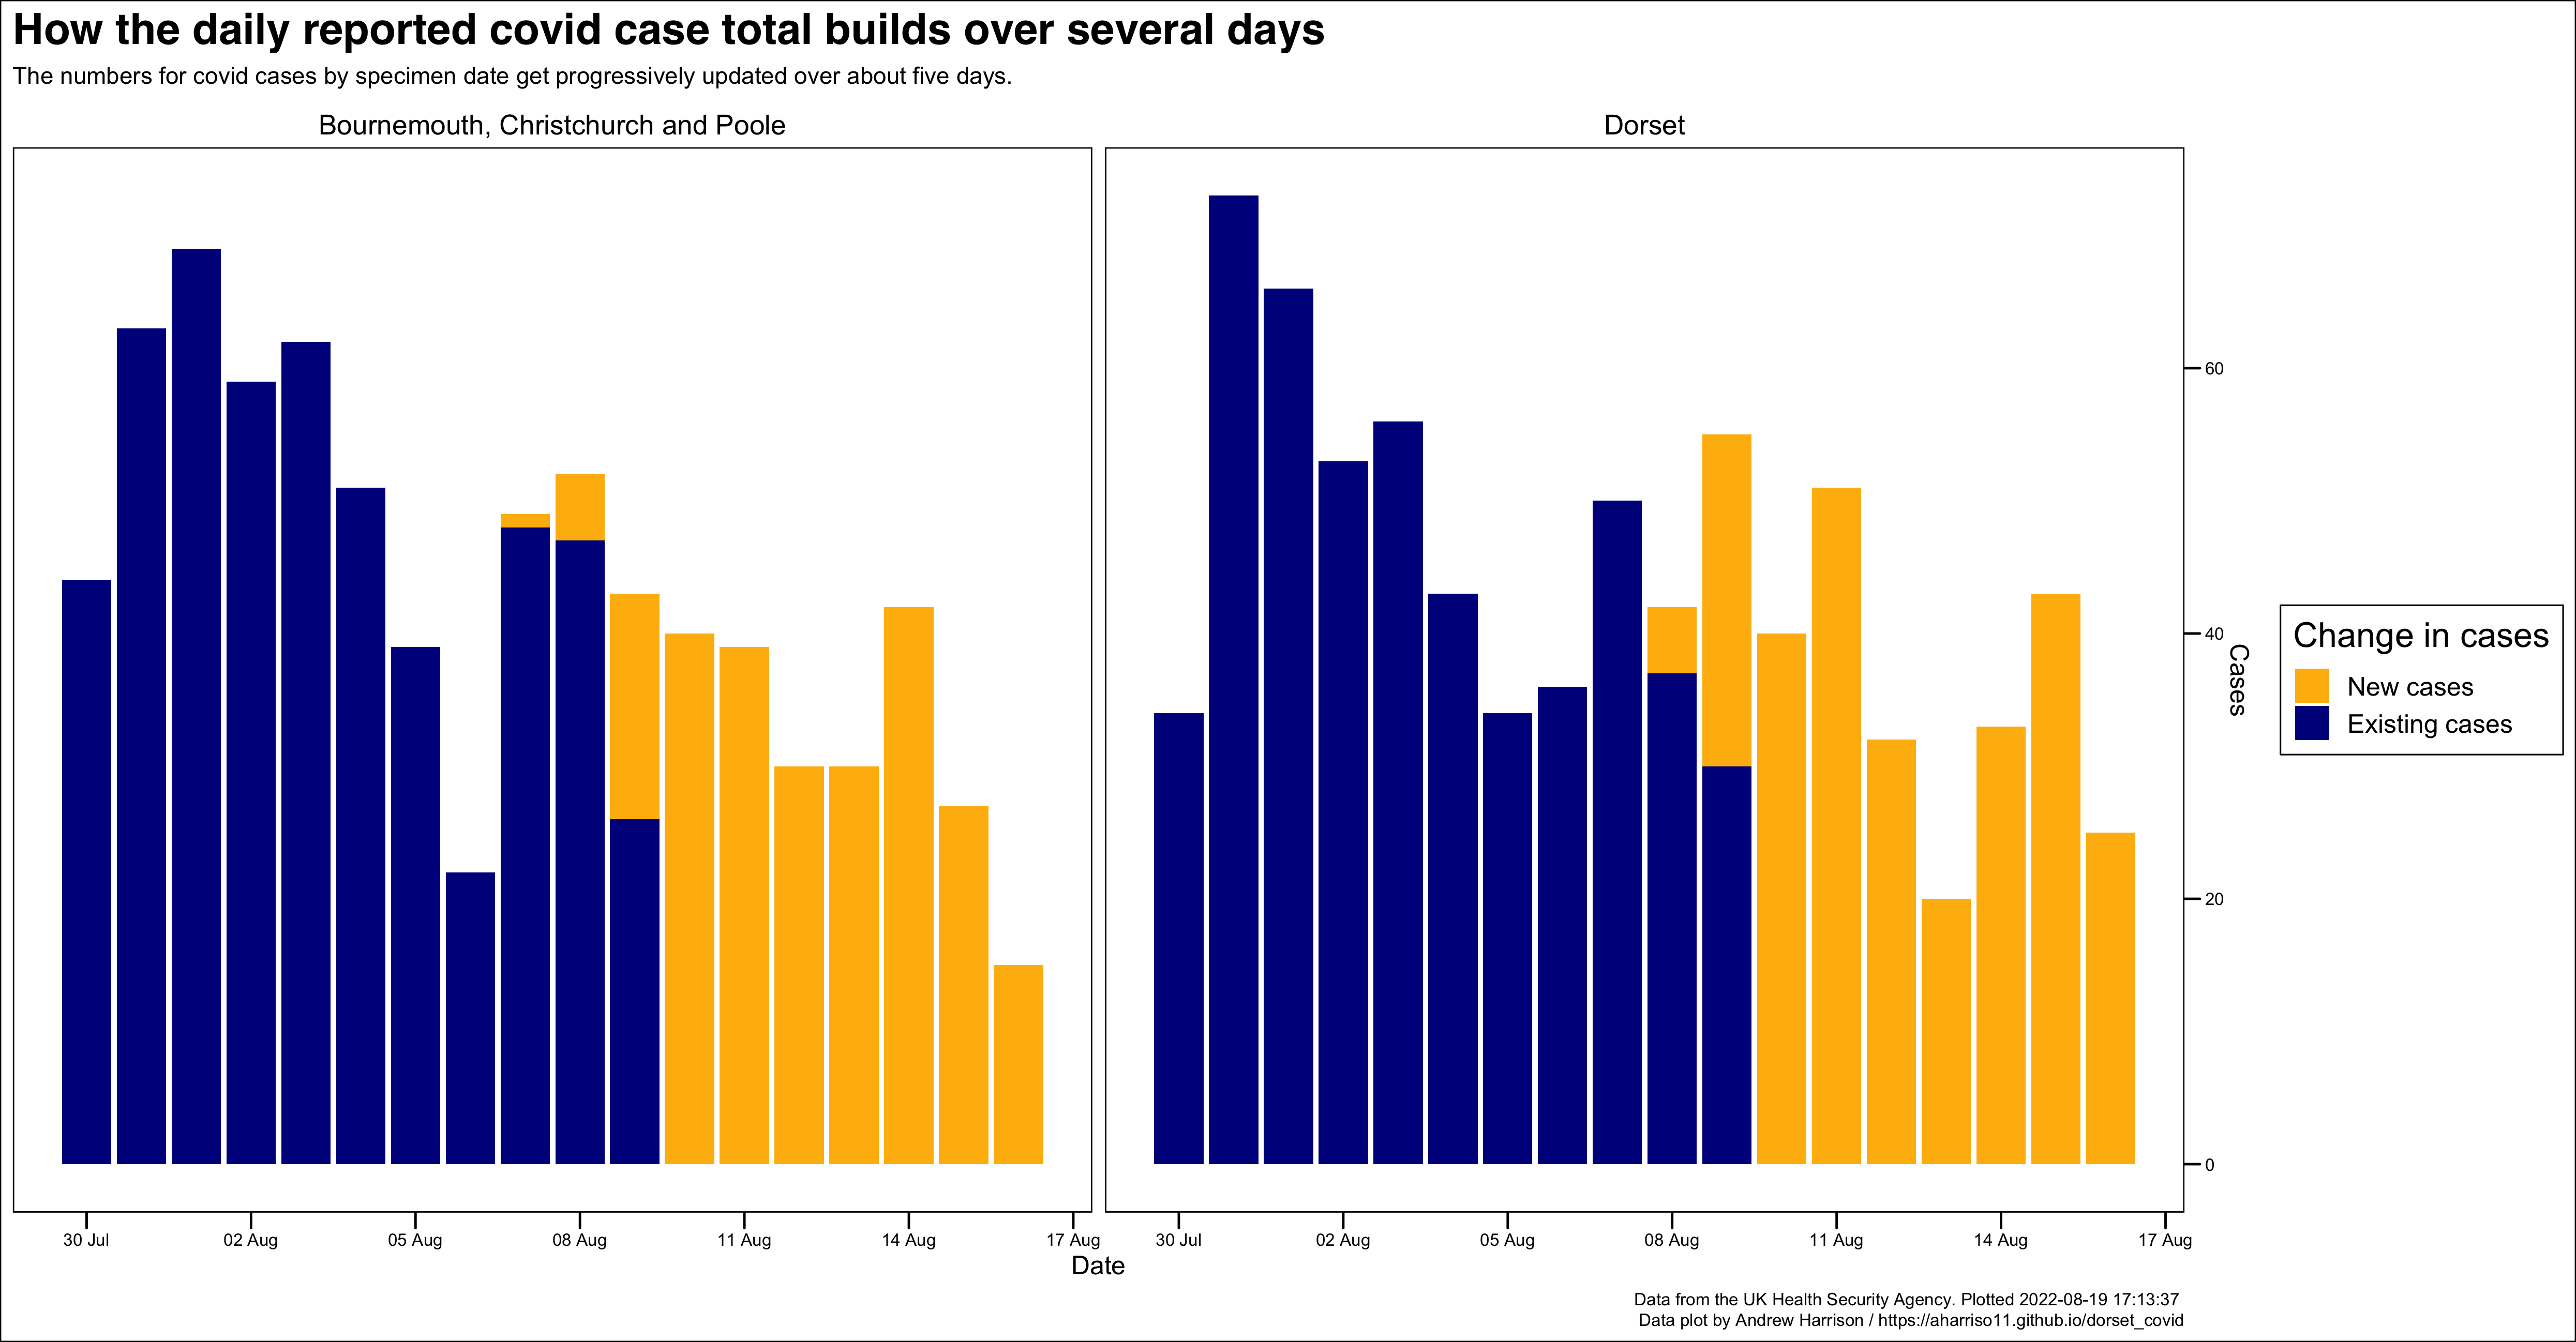 How the daily reported covid case total builds over several days
The numbers for covid cases by specimen date get progressively updated over about five days.
Bournemouth, Christchurch and Poole
Dorset
60
40
20
0
Cases
Change in cases
New cases
Existing cases
30 Jul 02 Aug 05 Aug 08 Aug 11 Aug 14 Aug 17 Aug
30 Jul 02 Aug 05 Aug 08 Aug 11 Aug 14 Aug 17 Aug
Date
Data from the UK Health Security Agency. Plotted 2022-08-19 17:13:37
Data plot by Andrew Harrison / https://aharriso11.github.io/dorset_covid